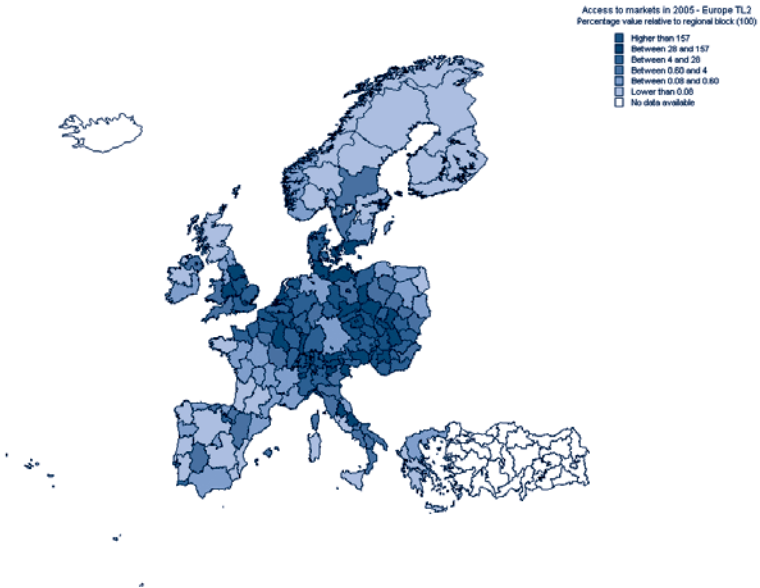 Access to markets in 2005 - Europe TL2
Percentage value relative to regional block (100)
Higher than 157
Between 28 and 157
Between 4 and 28
Between 0.60 and 4
Between 0.08 and 0.60
Lower than 0.08
No data available